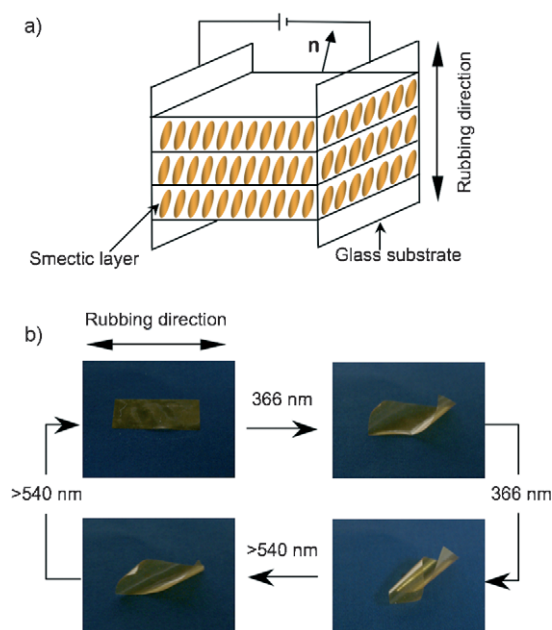 a)
n
Rubbing direction
Smectic layer
Glass substrate
b)
Rubbing direction
366 nm
>540 nm
366 nm
>540 nm